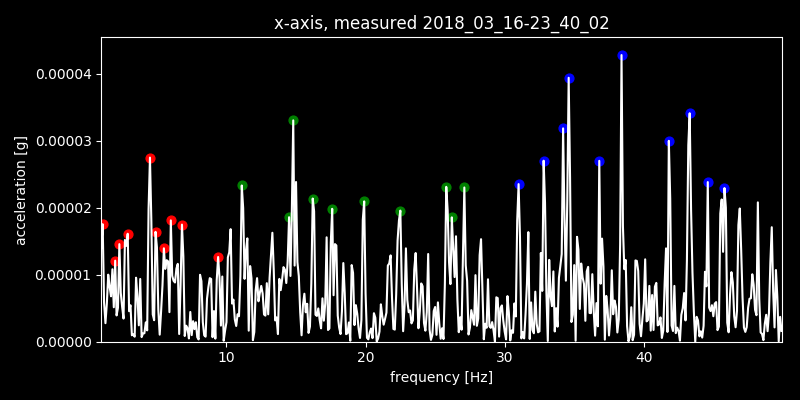 x-axis, measured 2018_03_16-23_40_02
acceleration [g]
0.00004
0.00003
0.00002
0.00001
0.00000
10 20 30 40
frequency [Hz]